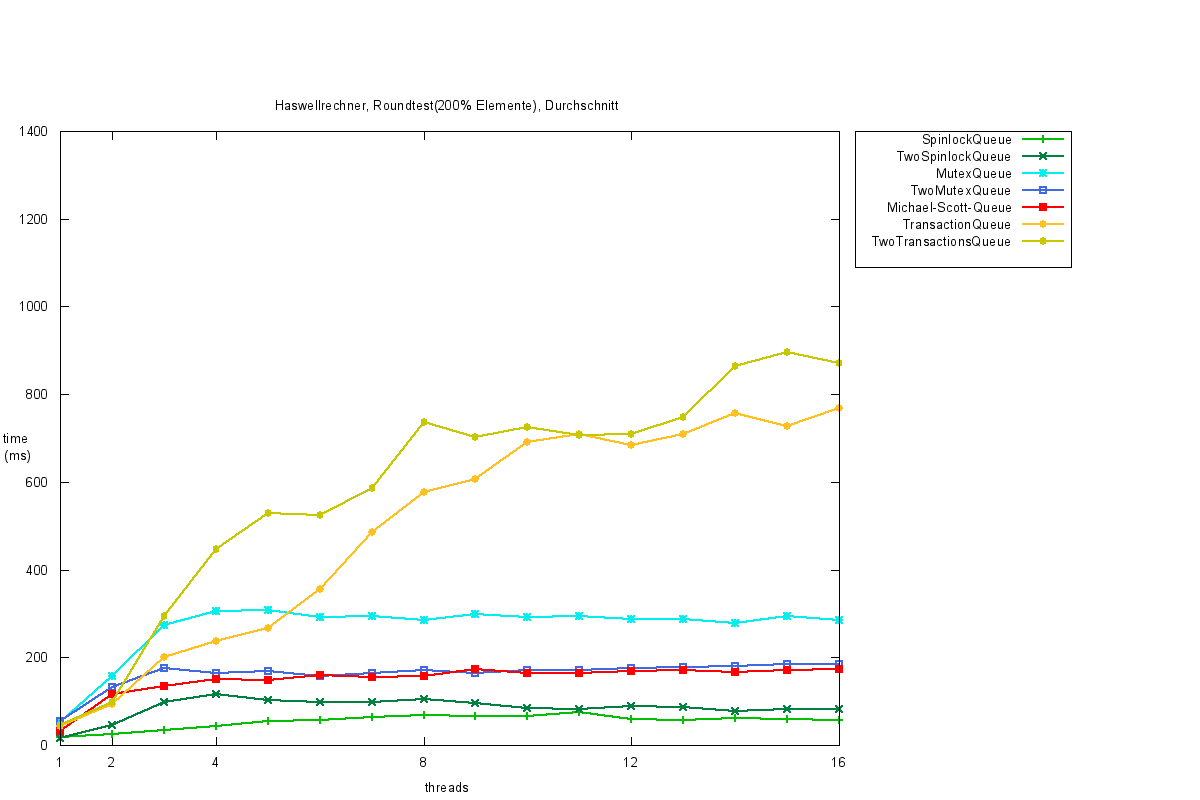 Haswellrechner, Roundtest(200% Elemente), Durchschnitt
1400
1200
1000
800
600
400
200
0
time
(ms)
1 2 4 8 12 16
threads
SpinlockQueue
TwoSpinlockQueue
MutexQueue
TwoMutexQueue
Michael-Scott-Queue
TransactionQueue
TwoTransactionsQueue